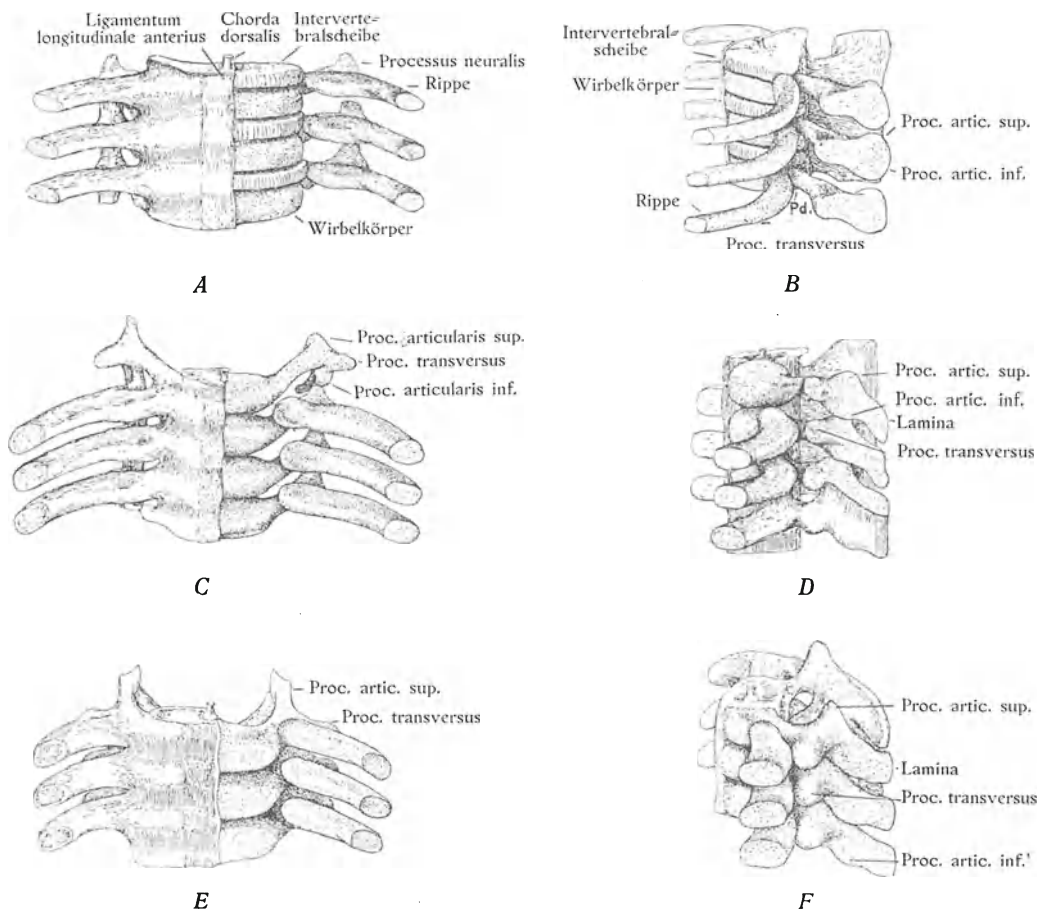 Ligamentum
longitudinale anterius
Chorda
dorsalis
Interverte=
bralscheibe
Processus neuralis
Rippe
Wirbelkörper
A
Intervertebral=
scheibe
Wirbelkörper
Proc. artic. sup.
Proc. artic. inf.
Rippe
Pd.
Proc. transversus
B
Proc. articularis sup.
Proc. transversus
Proc. articularis inf.
C
Proc. artic. sup.
Proc. artic. inf.
Lamina
Proc. transversus
D
Proc. artic. sup.
Proc. transversus
E
Proc. artic. sup.
Lamina
Proc. transversus
Proc. artic. inf.'
F